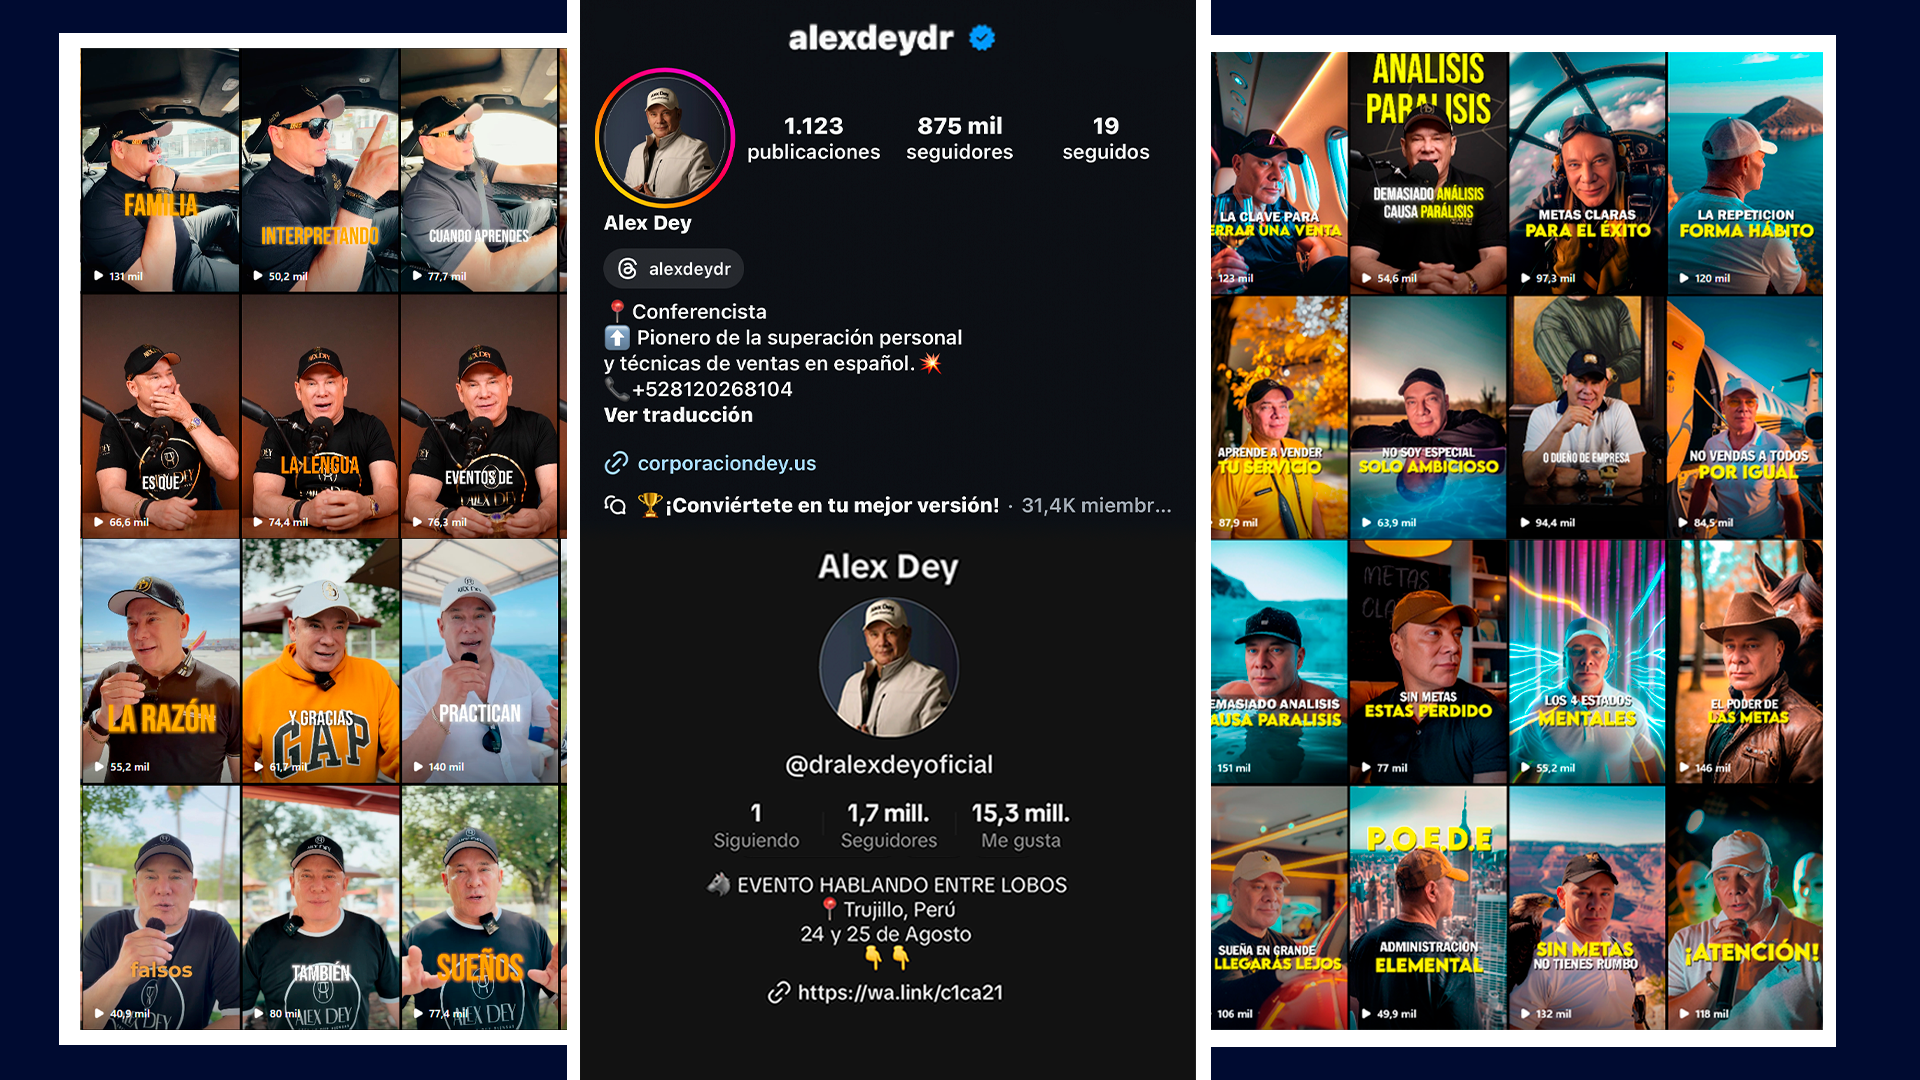 FAMILIA
131 mil
INTERPRETANDO
50,2 mil
CUANDO APRENDES
77,7 mil
ES QUE
66,6 mil
LA LENGUA
74,4 mil
EVENTOS DE
76,3 mil
LA RAZÓN
55,2 mil
Y GRACIAS
GAP
61,7 mil
PRACTICAN
140 mil
falsos
40,9 mil
TAMBIÉN
ALEX DEY
80 mil
SUEÑOS
ALEX DEY
77,4 mil
alexdeydr
1.123
publicaciones
875 mil
seguidores
19
seguidos
Alex Dey
alexdeydr
📍 Conferencista
⬆️ Pionero de la superación personal
y técnicas de ventas en español. 💥
📞+528120268104
Ver traducción
corporaciondey.us
🏆¡Conviértete en tu mejor versión! · 31,4K miembr...
Alex Dey
@dralexdeyoficial
1
Siguiendo
1,7 mill.
Seguidores
15,3 mill.
Me gusta
🐺 EVENTO HABLANDO ENTRE LOBOS
📍Trujillo, Perú
24 y 25 de Agosto
👇👇
https://wa.link/c1ca21
LA CLAVE PARA
ERRAR UNA VENTA
123 mil
ANALISIS
PARALISIS
DEMASIADO ANÁLISIS
CAUSA PARÁLISIS
54,6 mil
METAS CLARAS
PARA EL ÉXITO
97,3 mil
LA REPETICION
FORMA HÁBITO
120 mil
APRENDE A VENDER
TU SERVICIO
87,9 mil
NO SOY ESPECIAL
SOLO AMBICIOSO
63,9 mil
O DUEÑO DE EMPRESA
94,4 mil
NO VENDAS A TODOS
POR IGUAL
84,5 mil
EMASIADO ANALISIS
AUSA PARALISIS
151 mil
METAS
CLA
SIN METAS
ESTAS PERDIDO
77 mil
LOS 4 ESTADOS
MENTALES
55,2 mil
EL PODER DE
LAS METAS
146 mil
SUEÑA EN GRANDE
LLEGARAS LEJOS
106 mil
P.O.E.D.E
ADMINISTRACIÓN
ELEMENTAL
49,9 mil
SIN METAS
NO TIENES RUMBO
132 mil
¡ATENCIÓN!
118 mil